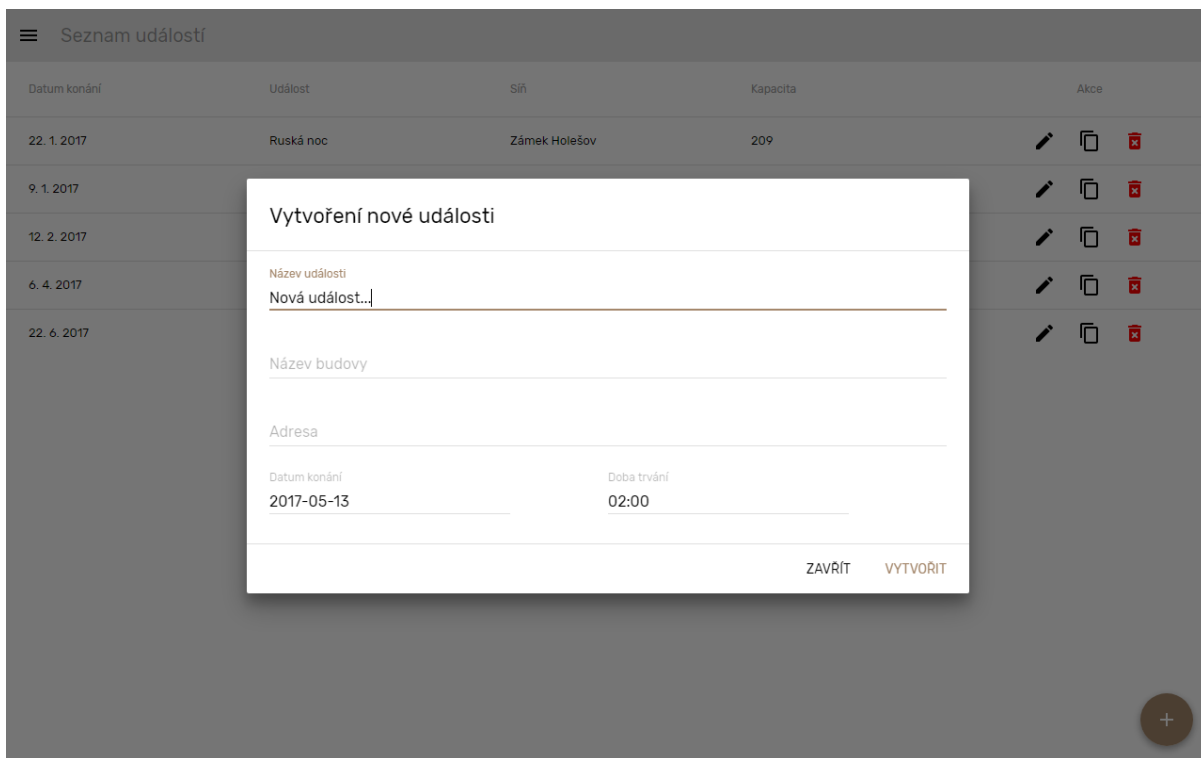 Seznam událostí
Datum konání Událost Síň Kapacita Akce
22. 1. 2017 Ruská noc Zámek Holešov 209
9. 1. 2017
12. 2. 2017
6. 4. 2017
22. 6. 2017
Vytvoření nové události
Název události
Nová událost...
Název budovy
Adresa
Datum konání Doba trvání
2017-05-13 02:00
ZAVŘÍT VYTVOŘIT